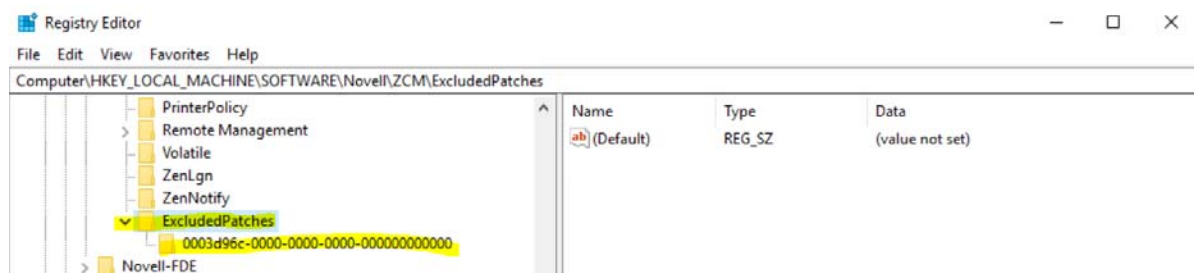 Registry Editor
File Edit View Favorites Help
Computer\HKEY_LOCAL_MACHINE\SOFTWARE\Novell\ZCM\ExcludedPatches
PrinterPolicy
Remote Management
Volatile
ZenLgn
ZenNotify
ExcludedPatches
0003d96c-0000-0000-0000-000000000000
Novell-FDE
Name Type Data
ab (Default) REG_SZ (value not set)